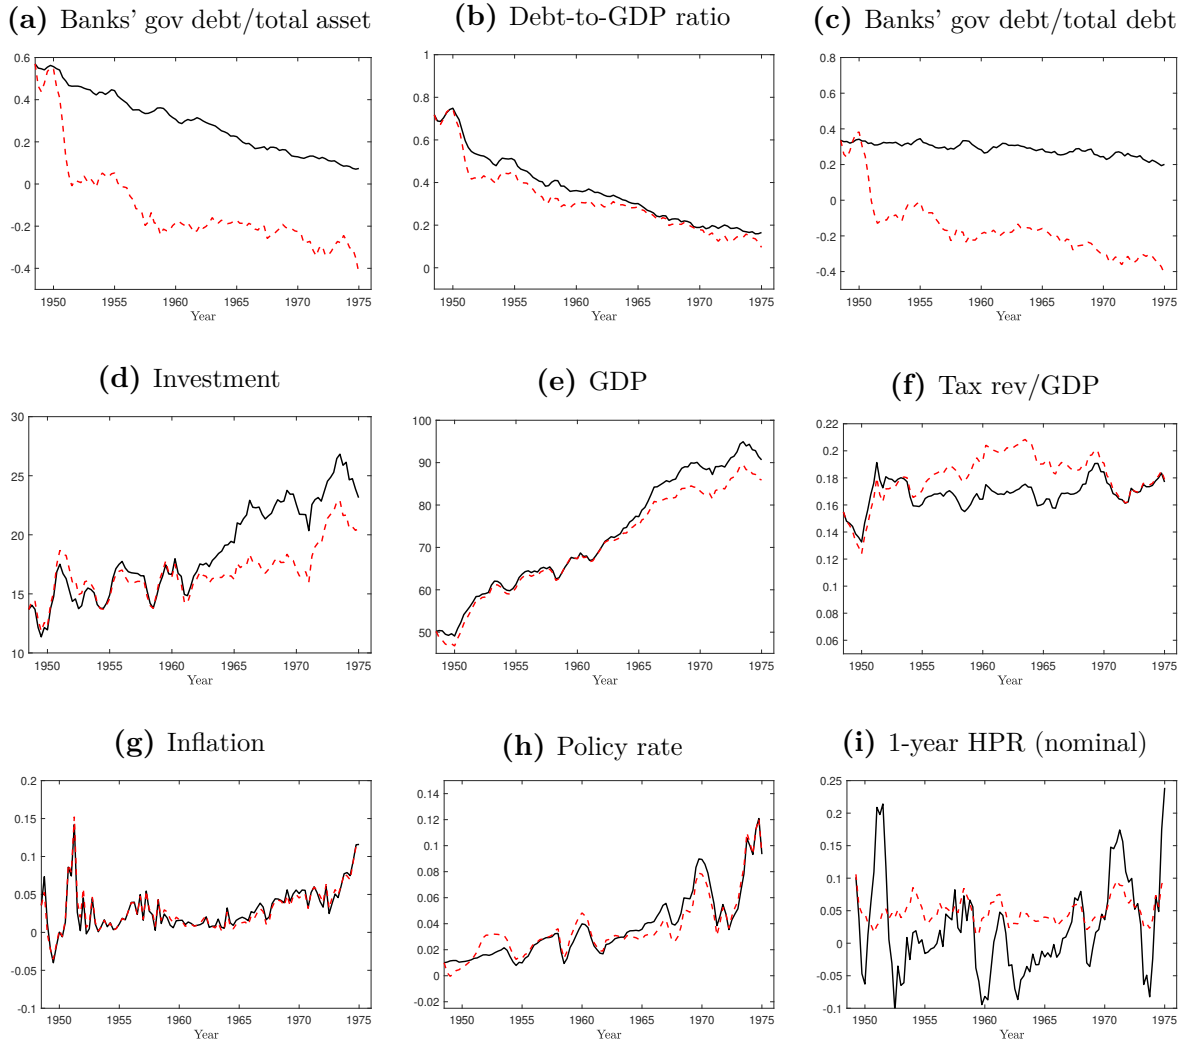 (a) Banks' gov debt/total asset
0.6
0.4
0.2
0
-0.2
-0.4
1950 1955 1960 1965 1970 1975
Year
(b) Debt-to-GDP ratio
1
0.8
0.6
0.4
0.2
0
1950 1955 1960 1965 1970 1975
Year
(c) Banks' gov debt/total debt
0.8
0.6
0.4
0.2
0
-0.2
-0.4
1950 1955 1960 1965 1970 1975
Year
(d) Investment
30
25
20
15
10
1950 1955 1960 1965 1970 1975
Year
(e) GDP
100
90
80
70
60
50
1950 1955 1960 1965 1970 1975
Year
(f) Tax rev/GDP
0.22
0.2
0.18
0.16
0.14
0.12
0.1
0.08
0.06
1950 1955 1960 1965 1970 1975
Year
(g) Inflation
0.2
0.15
0.1
0.05
0
-0.05
-0.1
1950 1955 1960 1965 1970 1975
Year
(h) Policy rate
0.14
0.12
0.1
0.08
0.06
0.04
0.02
0
-0.02
1950 1955 1960 1965 1970 1975
Year
(i) 1-year HPR (nominal)
0.25
0.2
0.15
0.1
0.05
0
-0.05
-0.1
1950 1955 1960 1965 1970 1975
Year